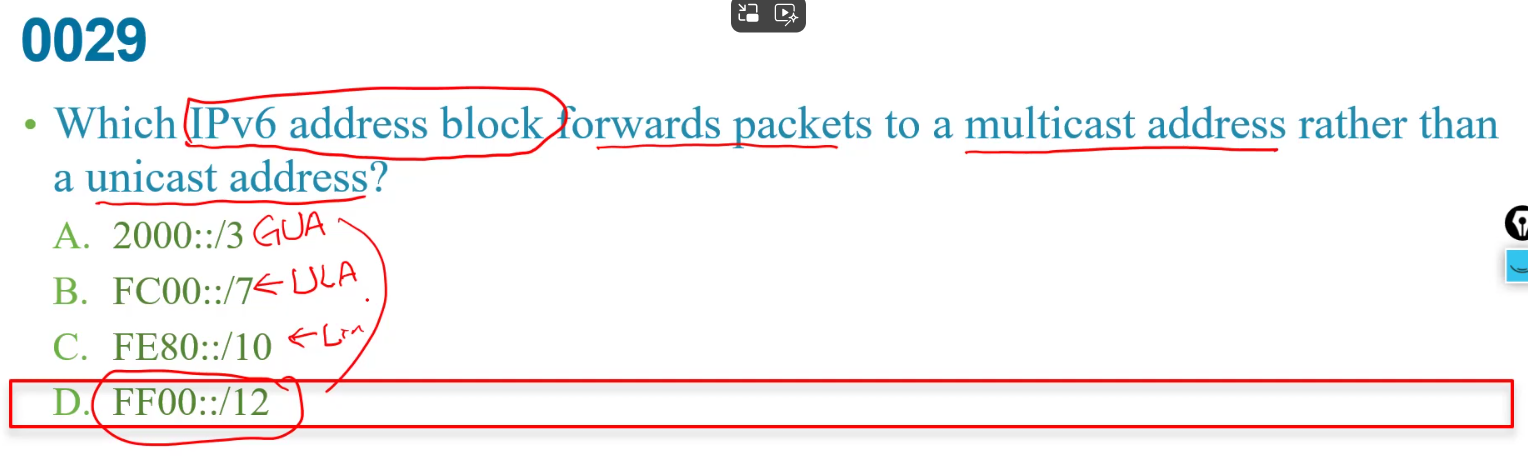 0029
• Which IPv6 address block forwards packets to a multicast address rather than
a unicast address?
A. 2000::/3 GUA
B. FC00::/7 ← ULA
C. FE80::/10 ←
D. FF00::/12